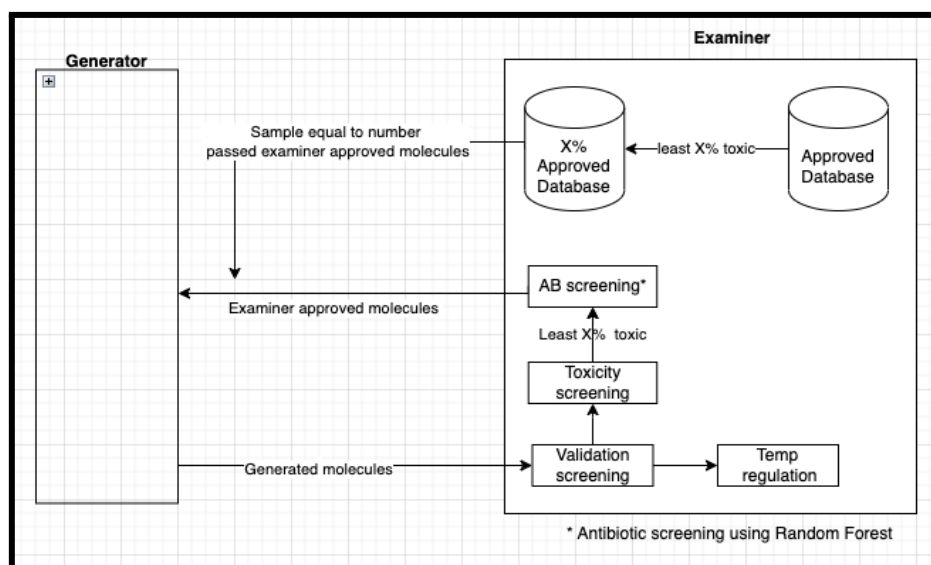 Examiner
Generator
Sample equal to number
passed examiner approved molecules
X%
Approved
Database
least X% toxic
Approved
Database
AB screening*
Examiner approved molecules
Least X% toxic
Toxicity
screening
Generated molecules
Validation
screening
Temp
regulation
* Antibiotic screening using Random Forest